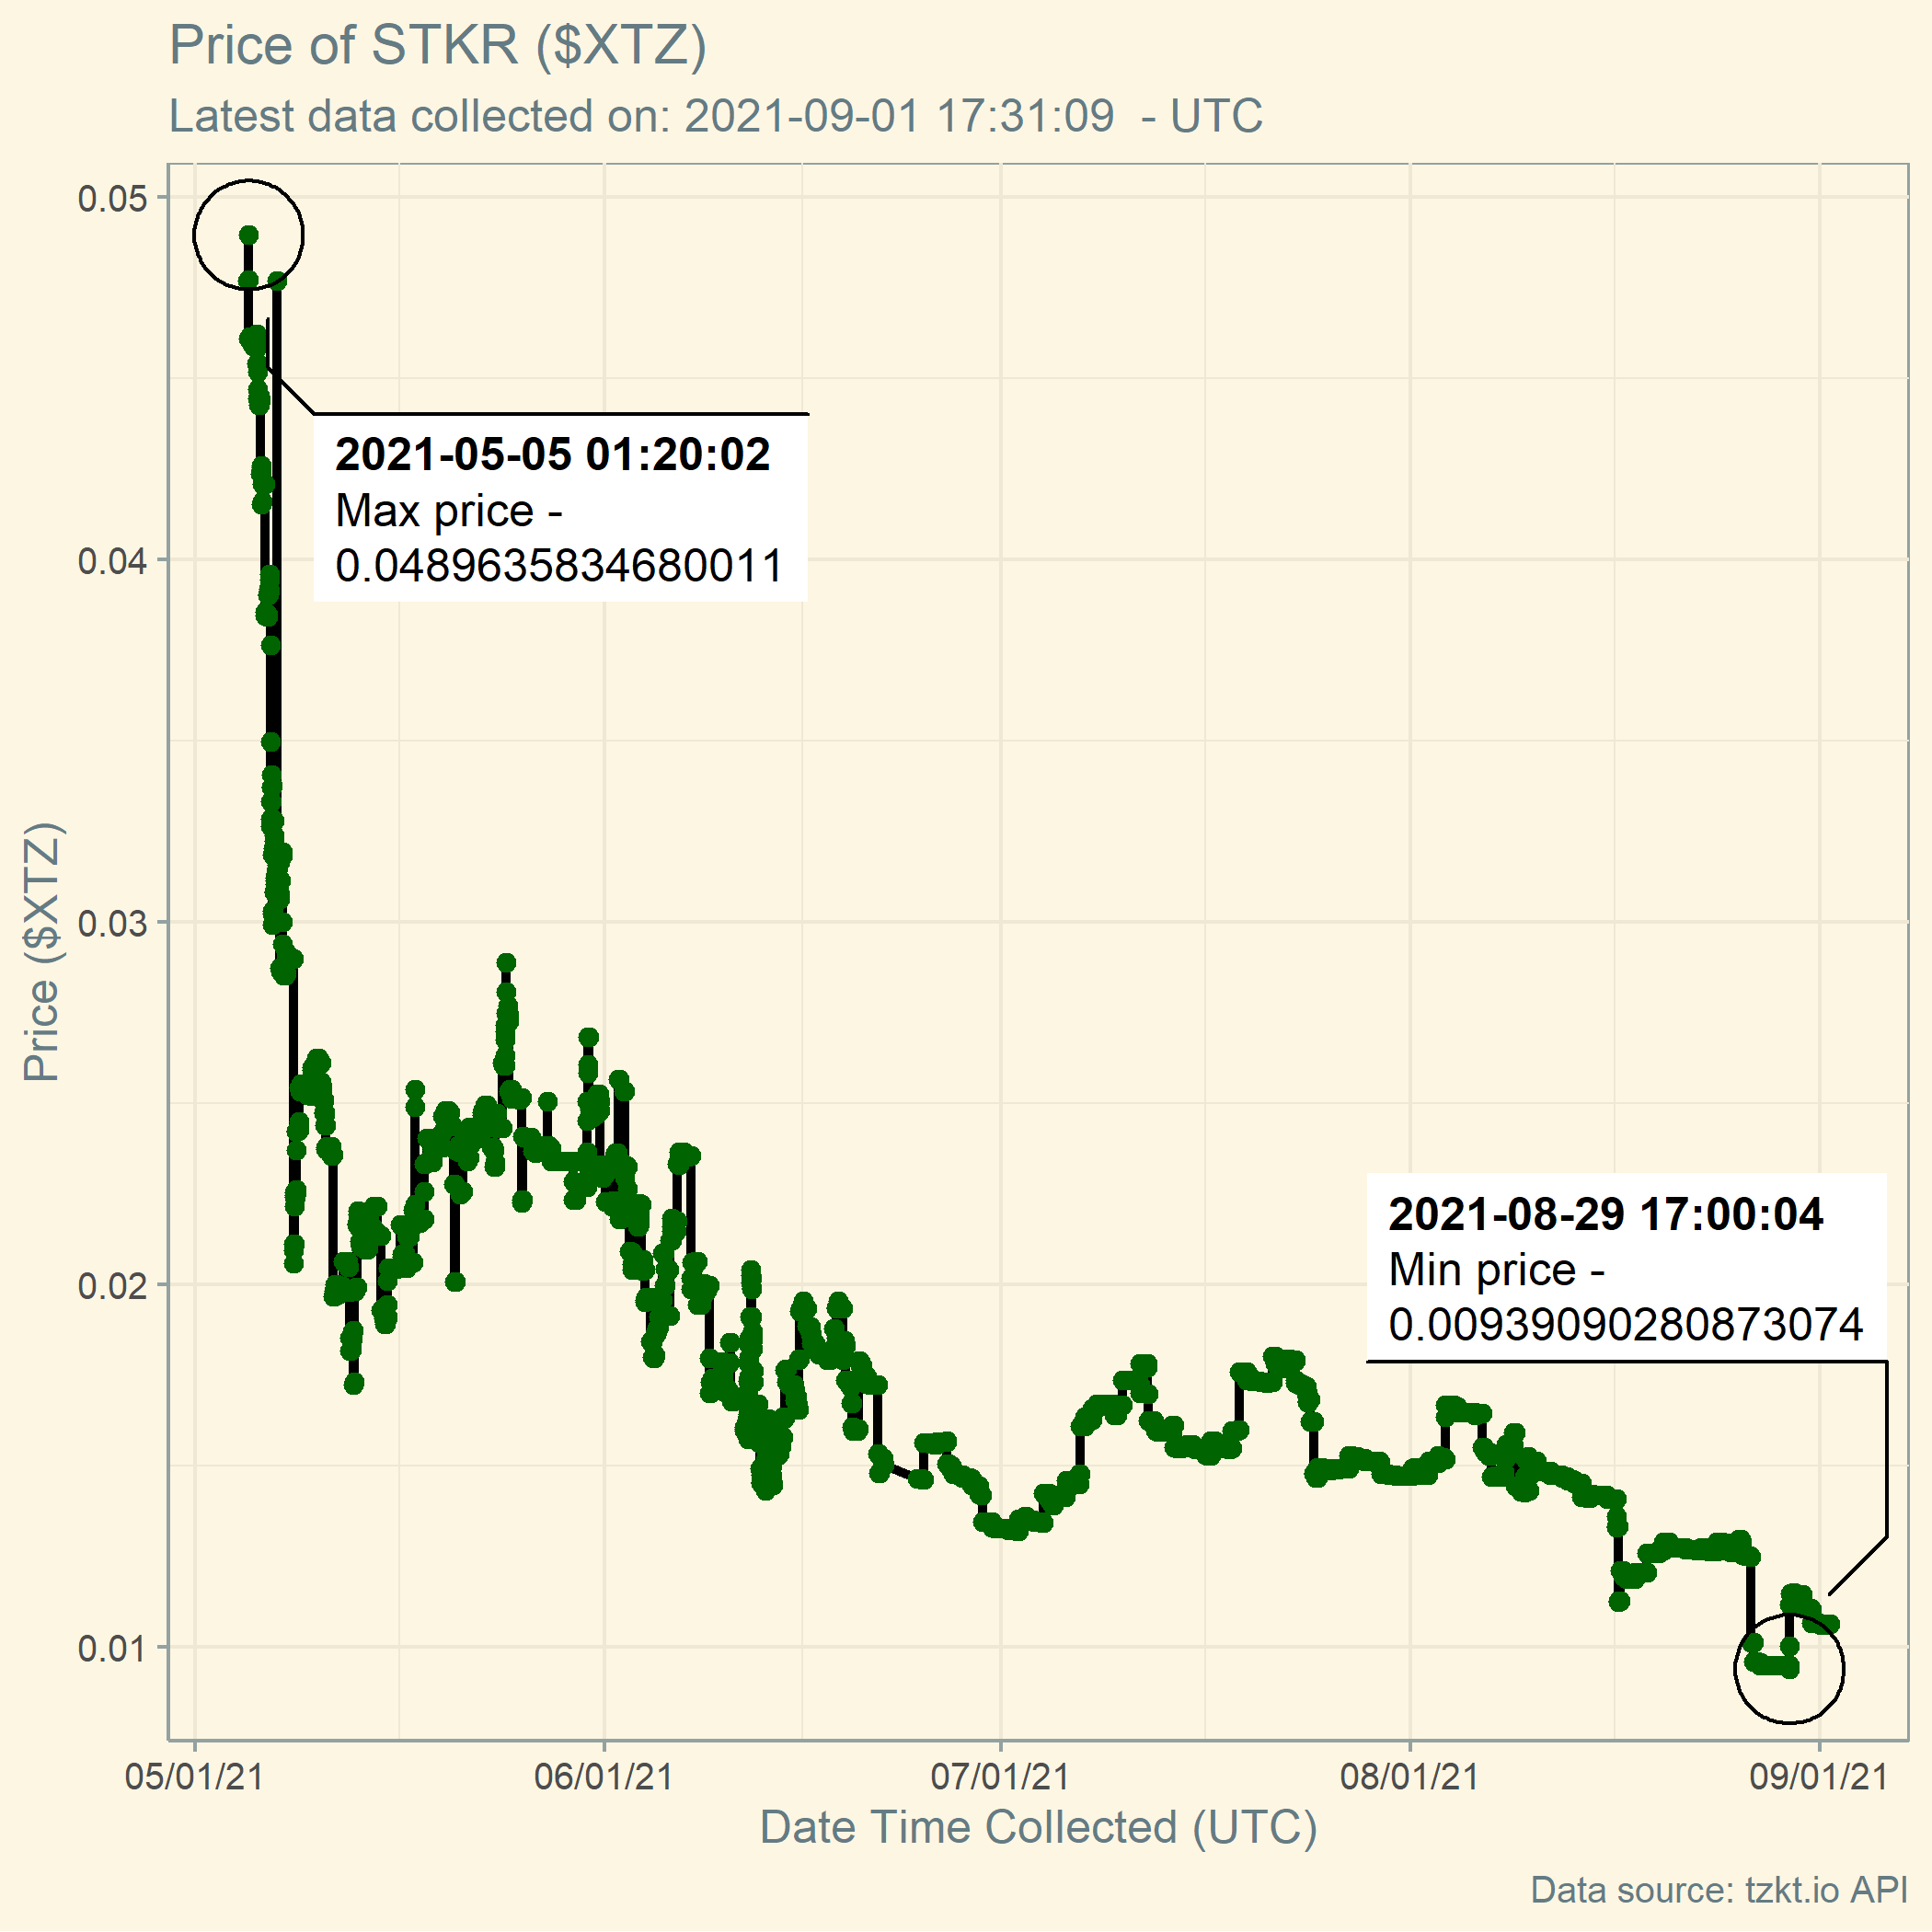 Price of STKR ($XTZ)
Latest data collected on: 2021-09-01 17:31:09  - UTC
0.05
0.04
0.03
0.02
0.01
Price ($XTZ)
2021-05-05 01:20:02
Max price -
0.0489635834680011
2021-08-29 17:00:04
Min price -
0.00939090280873074
05/01/21
06/01/21
07/01/21
08/01/21
09/01/21
Date Time Collected (UTC)
Data source: tzkt.io API